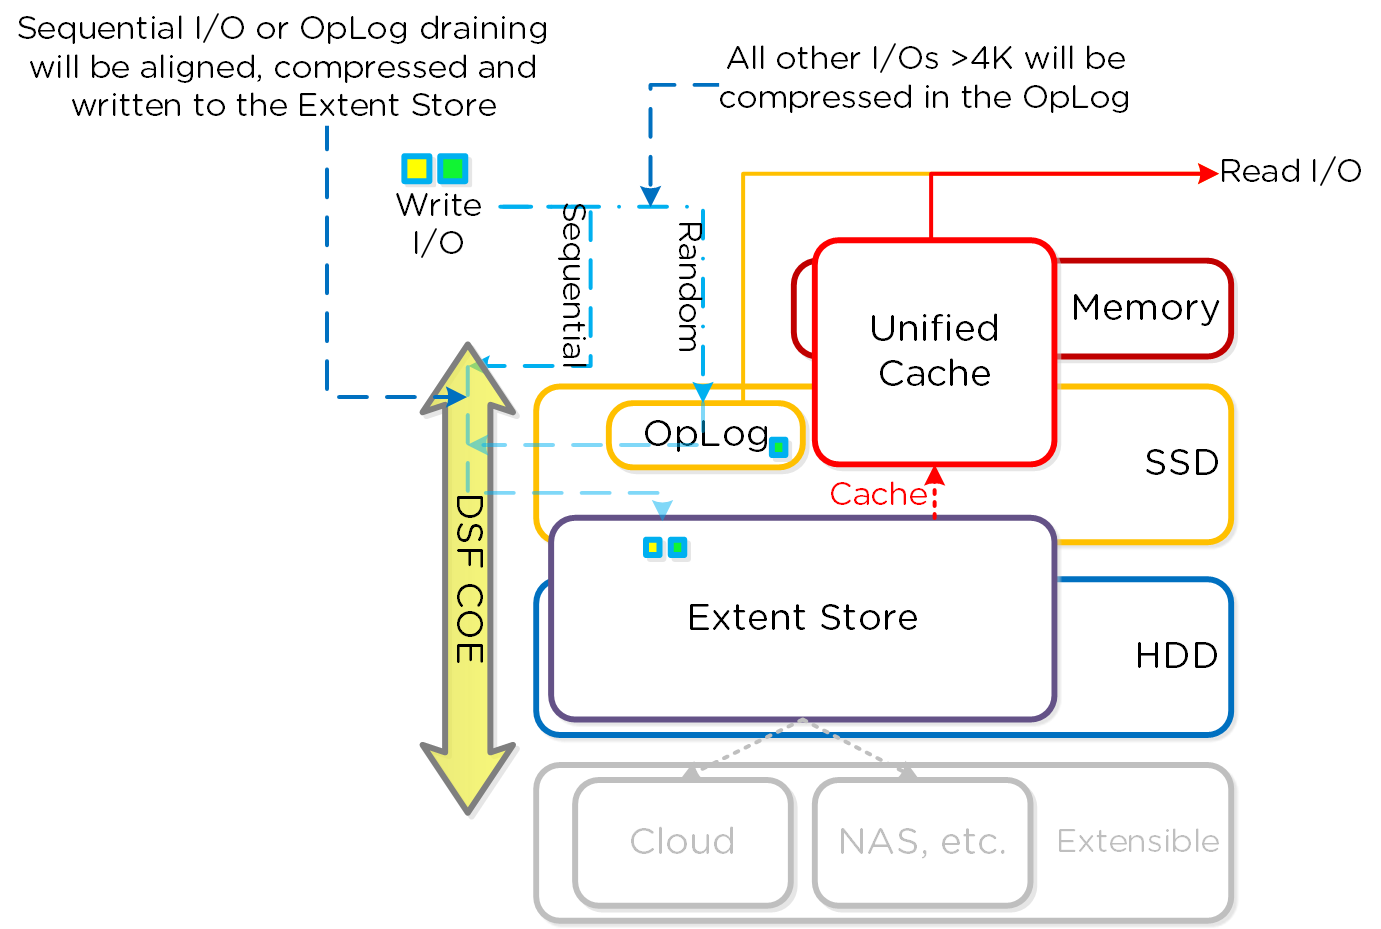 Sequential I/O or OpLog draining
will be aligned, compressed and
written to the Extent Store
All other I/Os >4K will be
compressed in the OpLog
Write
I/O
Sequential
Random
Read I/O
Unified
Cache
Memory
OpLog
SSD
Cache
DSF COE
Extent Store
HDD
Cloud
NAS, etc.
Extensible